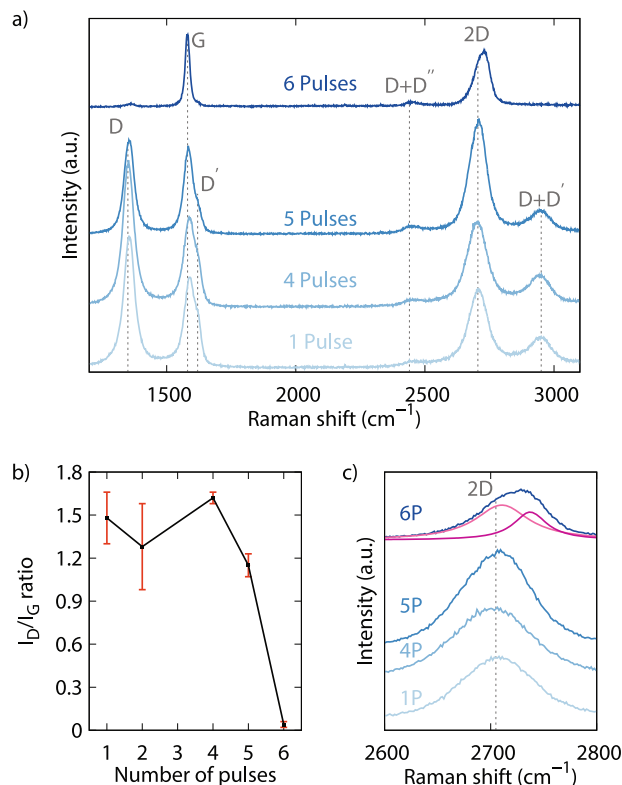 a)
G
2D
6 Pulses
D+D″
D
D′
D+D′
5 Pulses
4 Pulses
1 Pulse
Intensity (a.u.)
1500 2000 2500 3000
Raman shift (cm⁻¹)
b)
1.8
1.5
1.2
0.9
0.6
0.3
0
I_D/I_G ratio
1 2 3 4 5 6
Number of pulses
c)
2D
6P
5P
4P
1P
Intensity (a.u.)
2600 2700 2800
Raman shift (cm⁻¹)